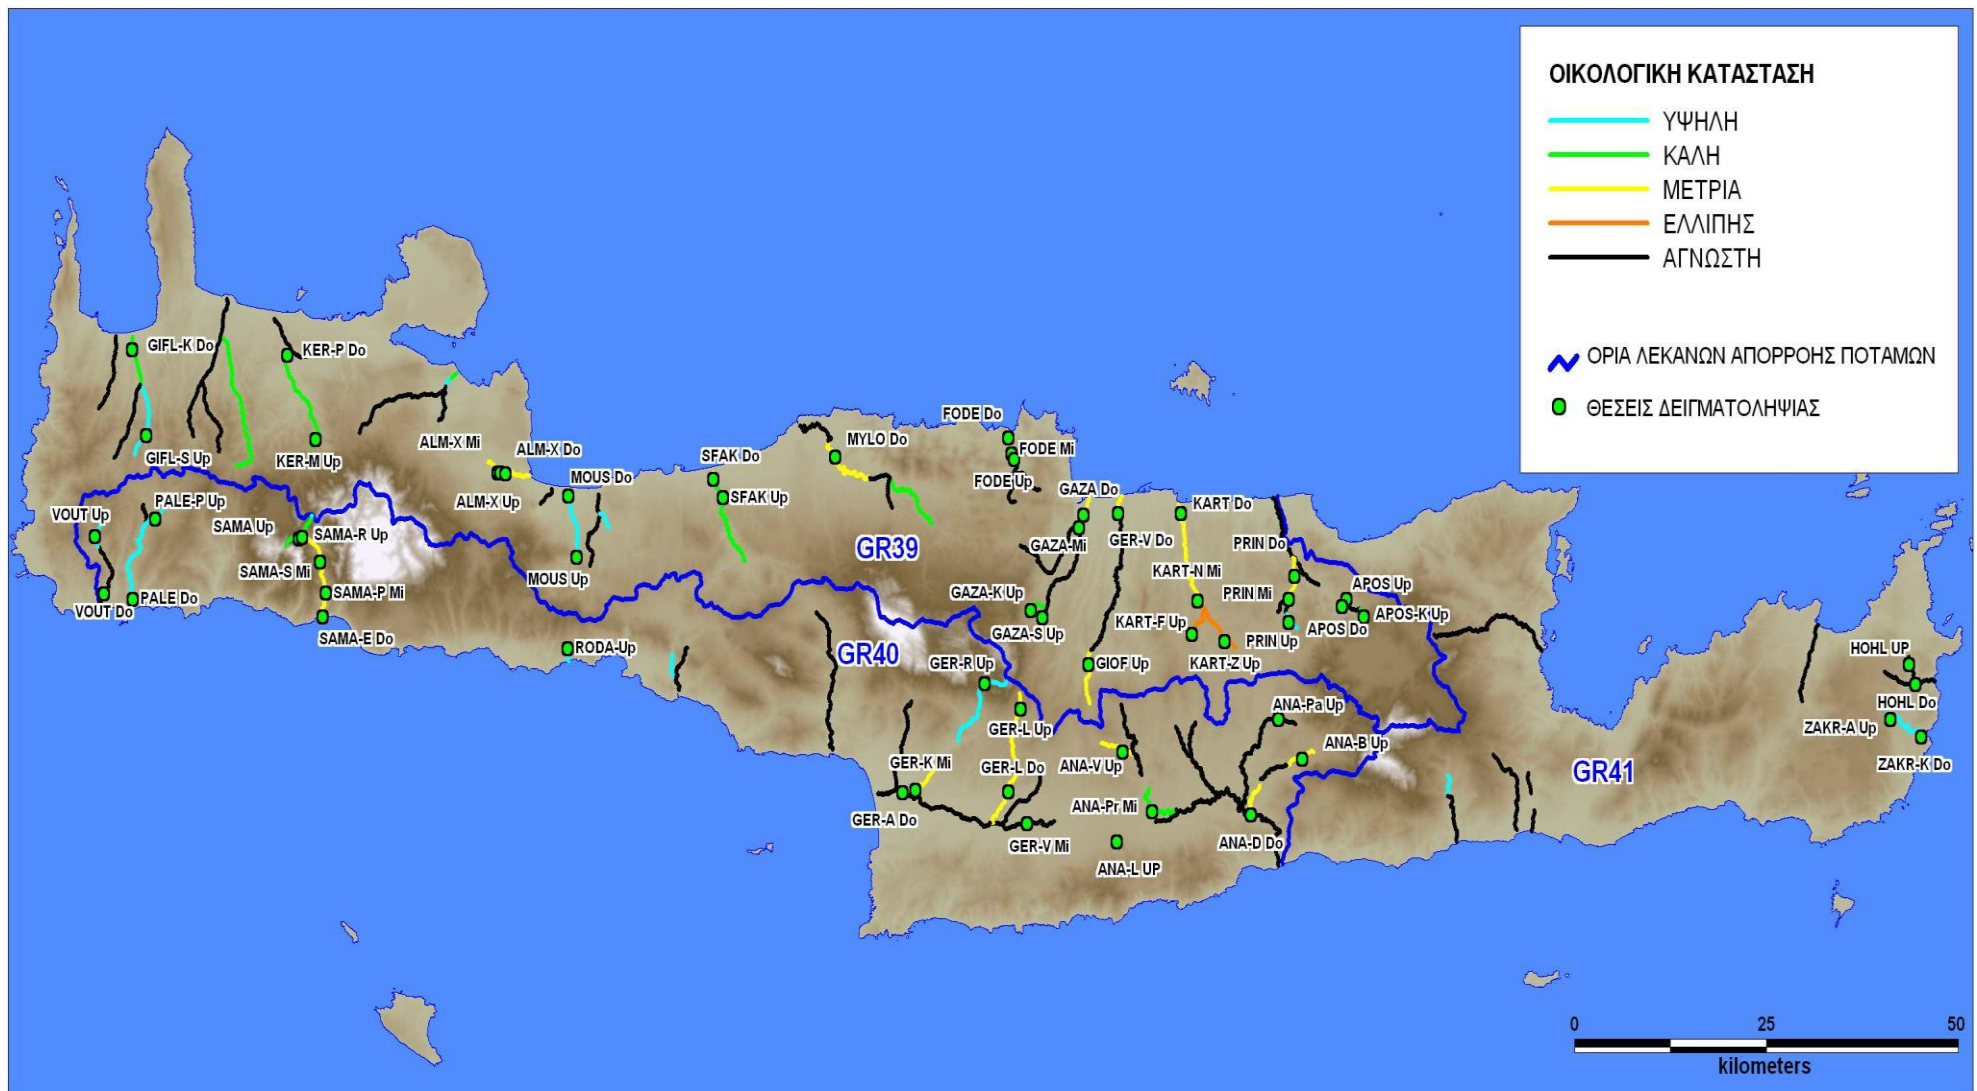 ΟΙΚΟΛΟΓΙΚΗ ΚΑΤΑΣΤΑΣΗ
ΥΨΗΛΗ
ΚΑΛΗ
ΜΕΤΡΙΑ
ΕΛΛΙΠΗΣ
ΑΓΝΩΣΤΗ
ΟΡΙΑ ΛΕΚΑΝΩΝ ΑΠΟΡΡΟΗΣ ΠΟΤΑΜΩΝ
ΘΕΣΕΙΣ ΔΕΙΓΜΑΤΟΛΗΨΙΑΣ
GIFL-K Do
KER-P Do
GIFL-S Up
KER-M Up
ALM-X Mi
ALM-X Do
ALM-X Up
MOUS Do
MOUS Up
SFAK Do
SFAK Up
MYLO Do
FODE Do
FODE Mi
FODE Up
GAZA Do
GAZA-Mi
GER-V Do
KART Do
PRIN Do
KART-N Mi
PRIN Mi
APOS Up
APOS-K Up
APOS Do
PRIN Up
KART-F Up
KART-Z Up
GAZA-K Up
GAZA-S Up
GIOF Up
VOUT Up
PALE-P Up
SAMA Up
SAMA-R Up
SAMA-S Mi
SAMA-P Mi
SAMA-E Do
VOUT Do
PALE Do
RODA-Up
GR39
GR40
GR41
GER-R Up
GER-L Up
GER-K Mi
GER-L Do
GER-A Do
GER-V Mi
ANA-V Up
ANA-Pr Mi
ANA-L UP
ANA-Pa Up
ANA-B Up
ANA-D Do
HOHL UP
HOHL Do
ZAKR-A Up
ZAKR-K Do
0 25 50
kilometers